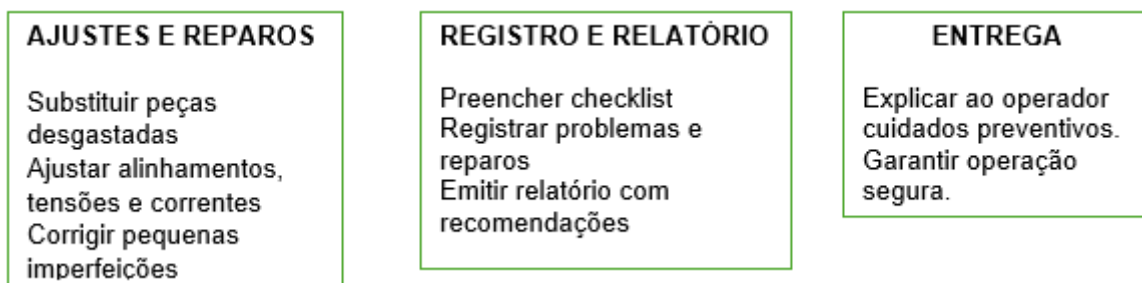 AJUSTES E REPAROS
Substituir peças
desgastadas
Ajustar alinhamentos,
tensões e correntes
Corrigir pequenas
imperfeições
REGISTRO E RELATÓRIO
Preencher checklist
Registrar problemas e
reparos
Emitir relatório com
recomendações
ENTREGA
Explicar ao operador
cuidados preventivos.
Garantir operação
segura.